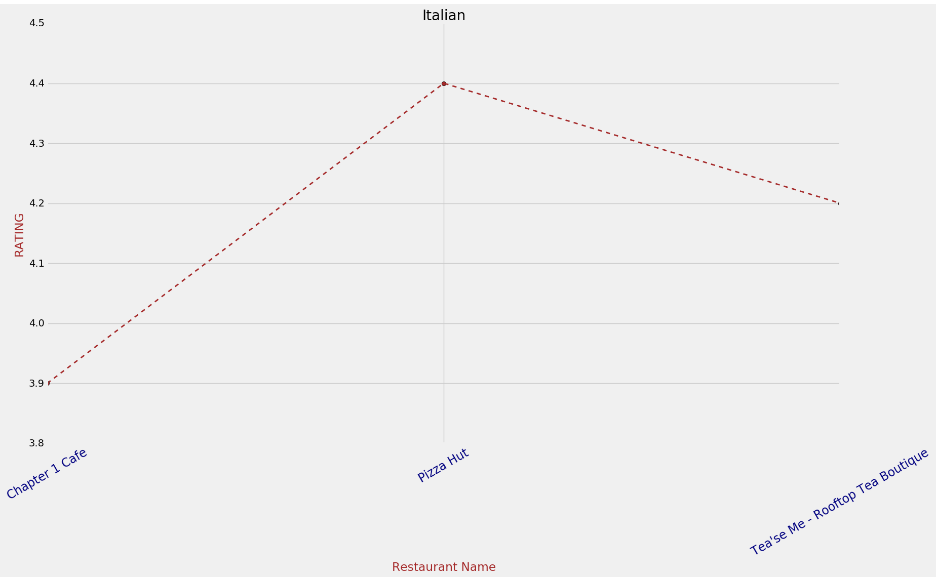 Italian
4.5
4.4
4.3
4.2
4.1
4.0
3.9
3.8
RATING
Chapter 1 Cafe
Pizza Hut
Tea'se Me - Rooftop Tea Boutique
Restaurant Name